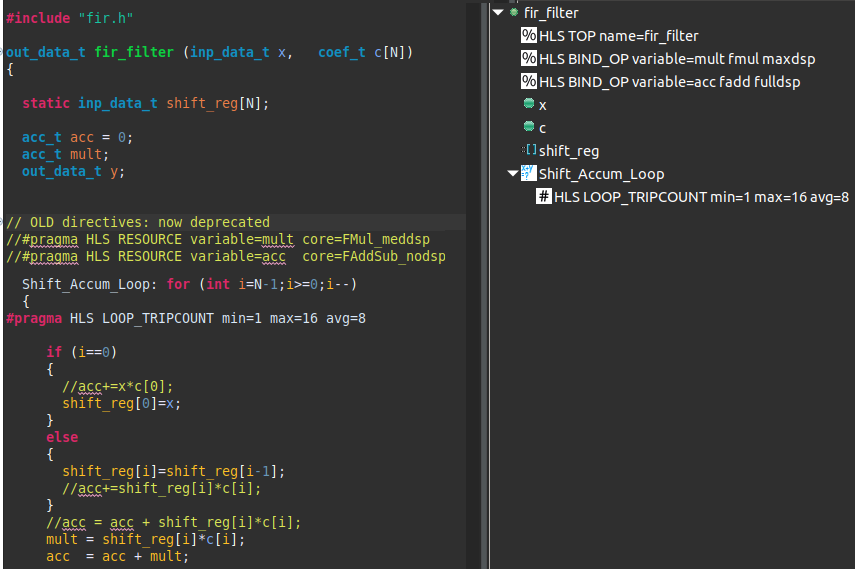 #include "fir.h"
out_data_t fir_filter (inp_data_t x,   coef_t c[N])
{
  static inp_data_t shift_reg[N];
  acc_t acc = 0;
  acc_t mult;
  out_data_t y;
// OLD directives: now deprecated
//#pragma HLS RESOURCE variable=mult core=FMul_meddsp
//#pragma HLS RESOURCE variable=acc  core=FAddSub_nodsp
  Shift_Accum_Loop: for (int i=N-1;i>=0;i--)
  {
#pragma HLS LOOP_TRIPCOUNT min=1 max=16 avg=8
     if (i==0)
     {
       //acc+=x*c[0];
       shift_reg[0]=x;
     }
     else
     {
       shift_reg[i]=shift_reg[i-1];
       //acc+=shift_reg[i]*c[i];
     }
     //acc = acc + shift_reg[i]*c[i];
     mult = shift_reg[i]*c[i];
     acc  = acc + mult;
fir_filter
% HLS TOP name=fir_filter
% HLS BIND_OP variable=mult fmul maxdsp
% HLS BIND_OP variable=acc fadd fulldsp
x
c
[] shift_reg
Shift_Accum_Loop
# HLS LOOP_TRIPCOUNT min=1 max=16 avg=8